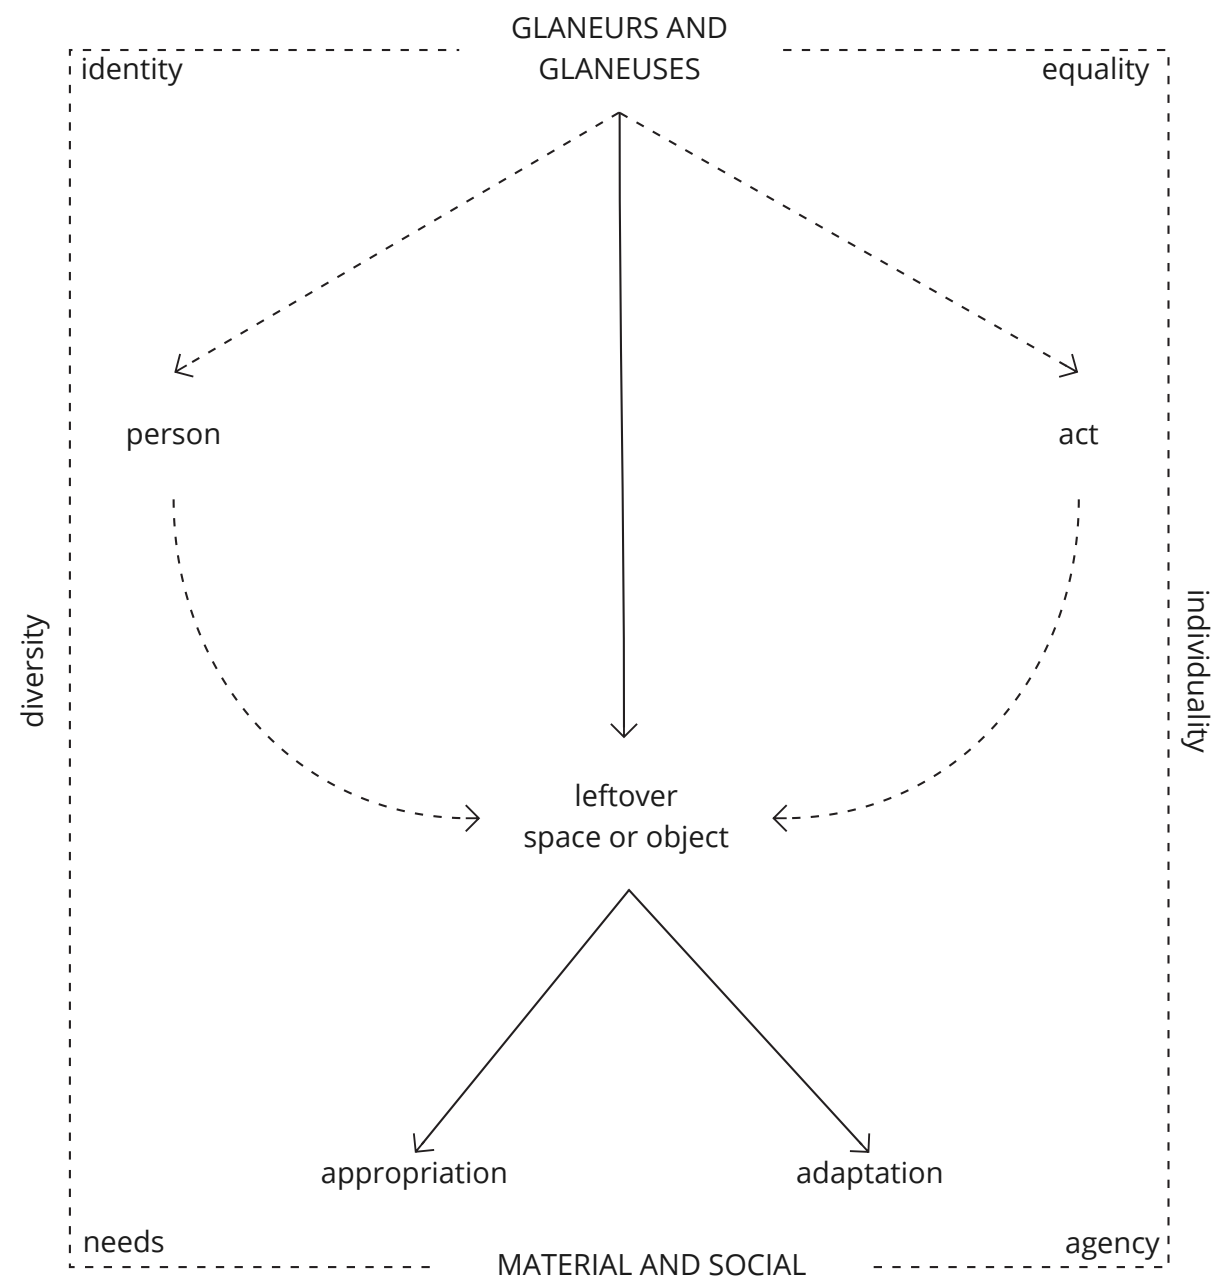 GLANEURS AND
GLANEUSES
identity
equality
person
act
diversity
individuality
leftover
space or object
appropriation
adaptation
needs
agency
MATERIAL AND SOCIAL